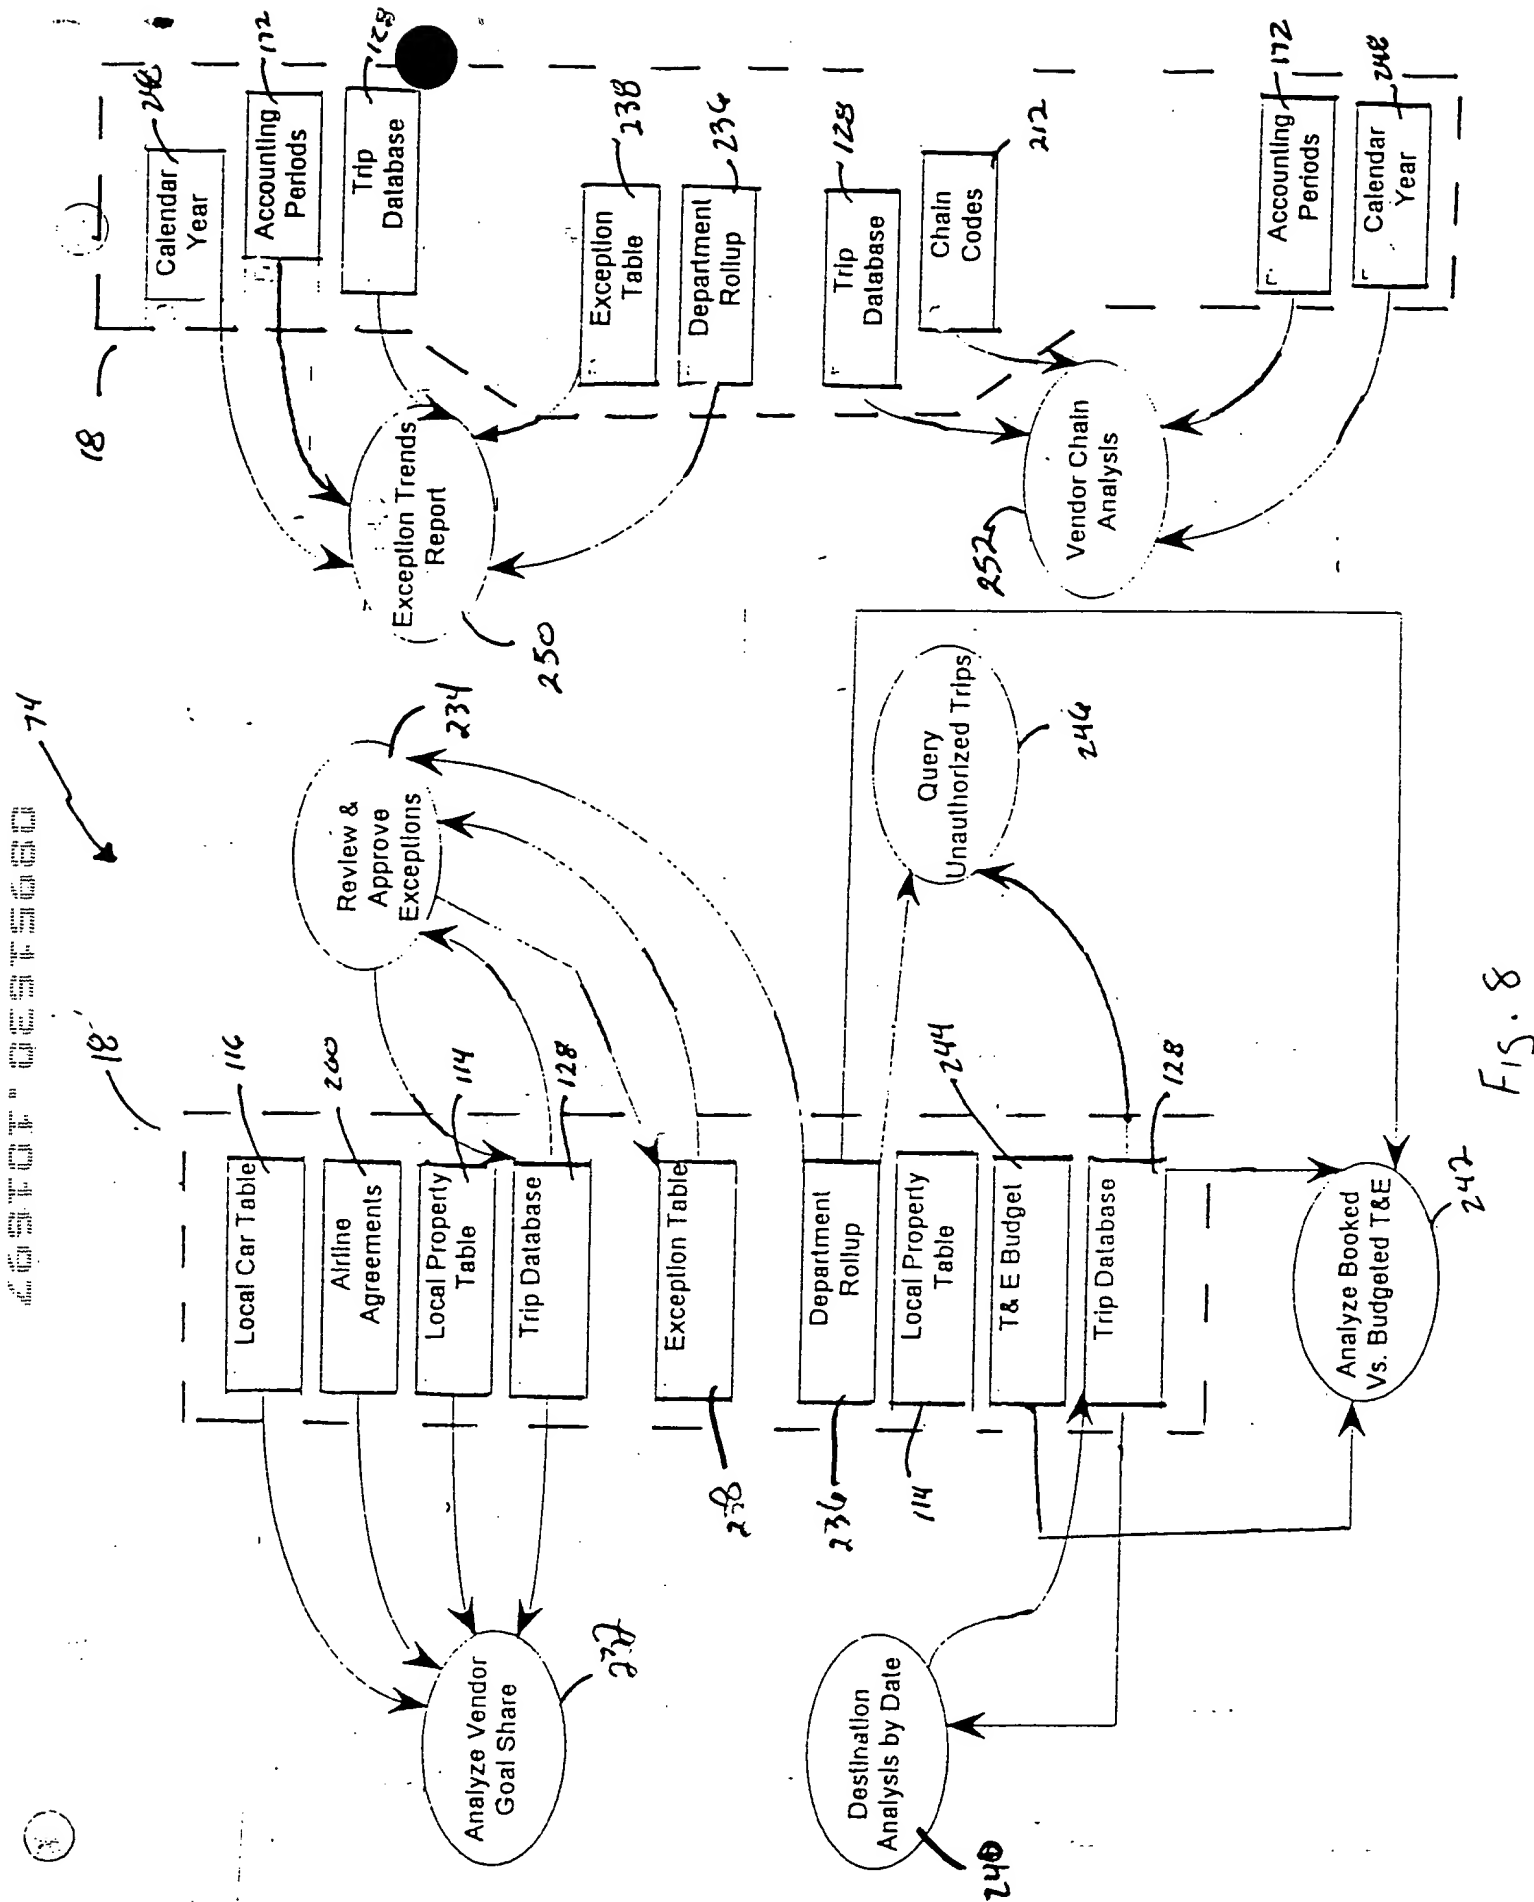 74
18
Local Car Table
116
Airline
Agreements
200
Local Property
Table
114
Trip Database
128
Exception Table
238
Department
Rollup
236
Local Property
Table
114
T& E Budget
244
Trip Database
128
Analyze Vendor
Goal Share
232
Destination
Analysis by Date
240
Review &
Approve
Exceptions
234
Query
Unauthorized Trips
246
Analyze Booked
Vs. Budgeted T&E
242
18
Calendar
Year
248
Accounting
Periods
172
Trip
Database
128
Exception
Table
238
Department
Rollup
236
Trip
Database
128
Chain
Codes
212
Accounting
Periods
172
Calendar
Year
248
Exception Trends
Report
250
Vendor Chain
Analysis
252
Fig. 8